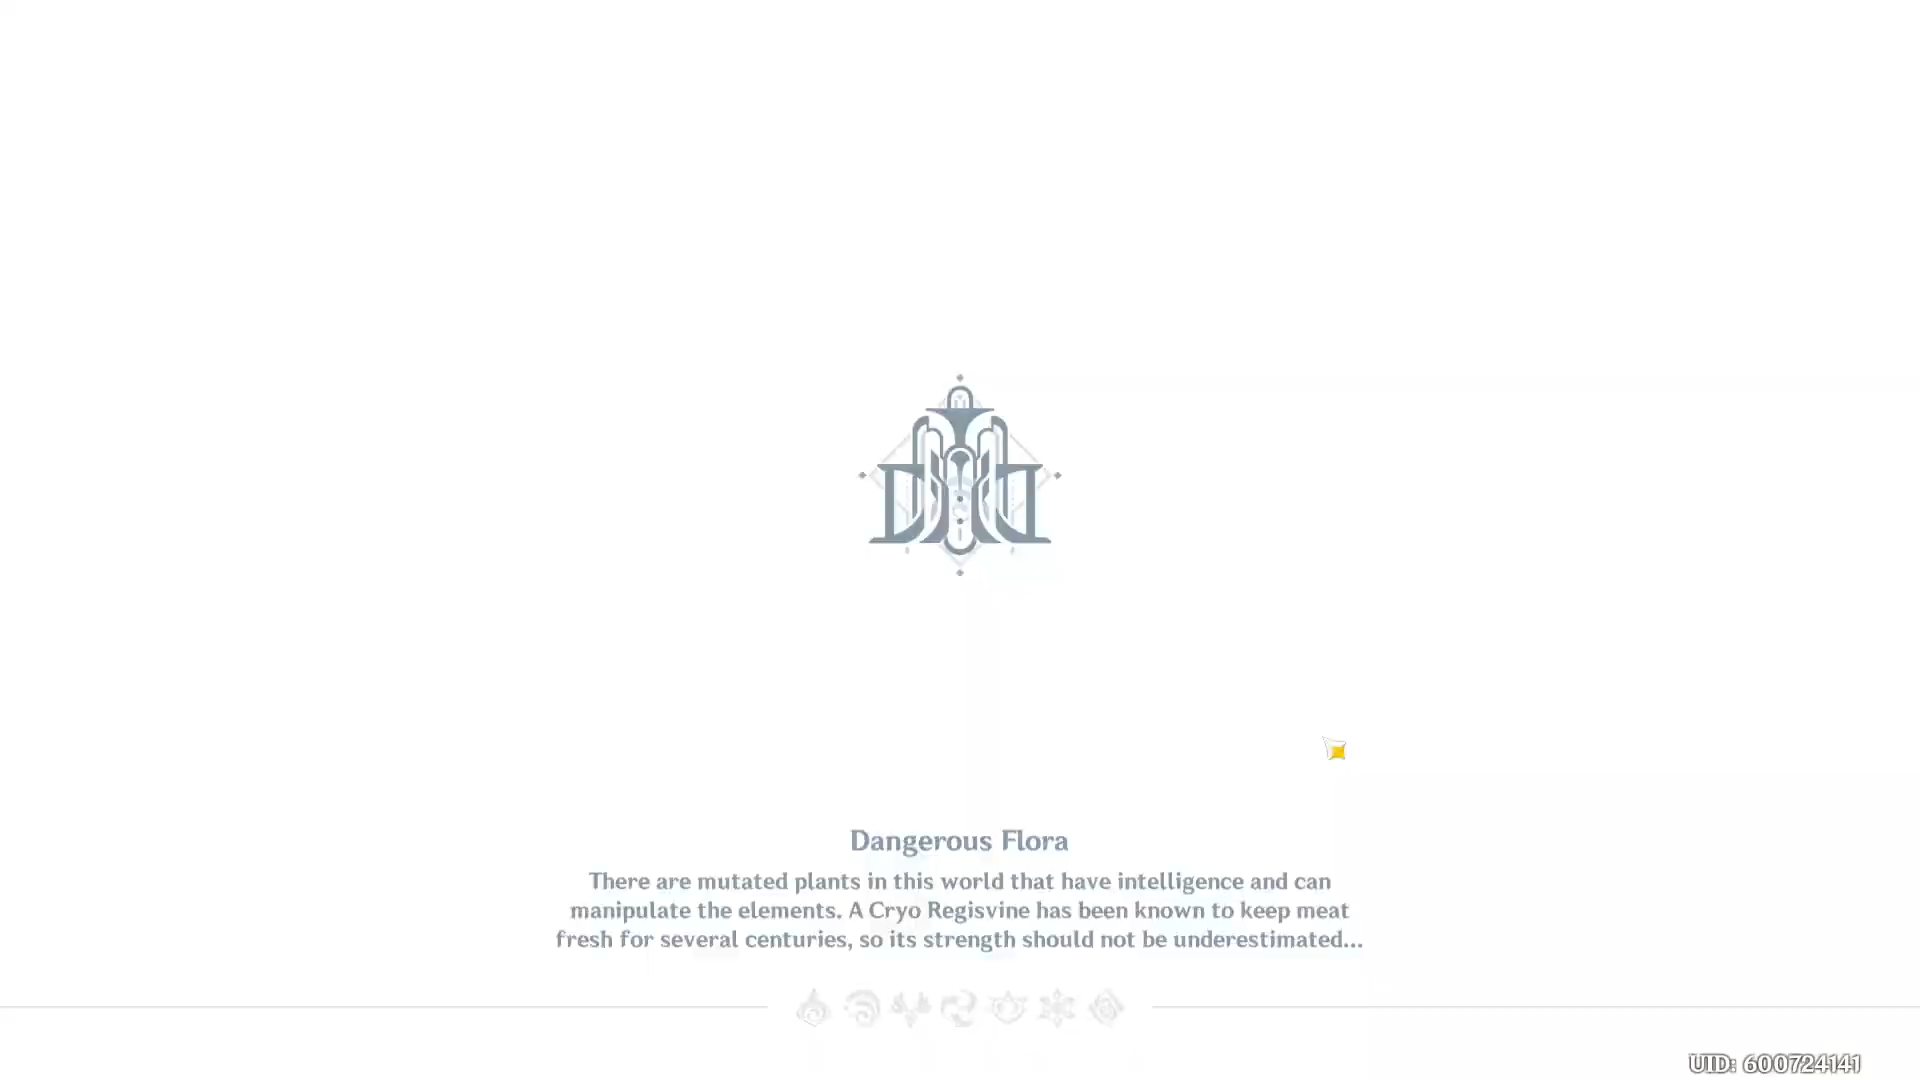 Dangerous Flora
There are mutated plants in this world that have intelligence and can
manipulate the elements. A Cryo Regisvine has been known to keep meat
fresh for several centuries, so its strength should not be underestimated...
UID: 600724141